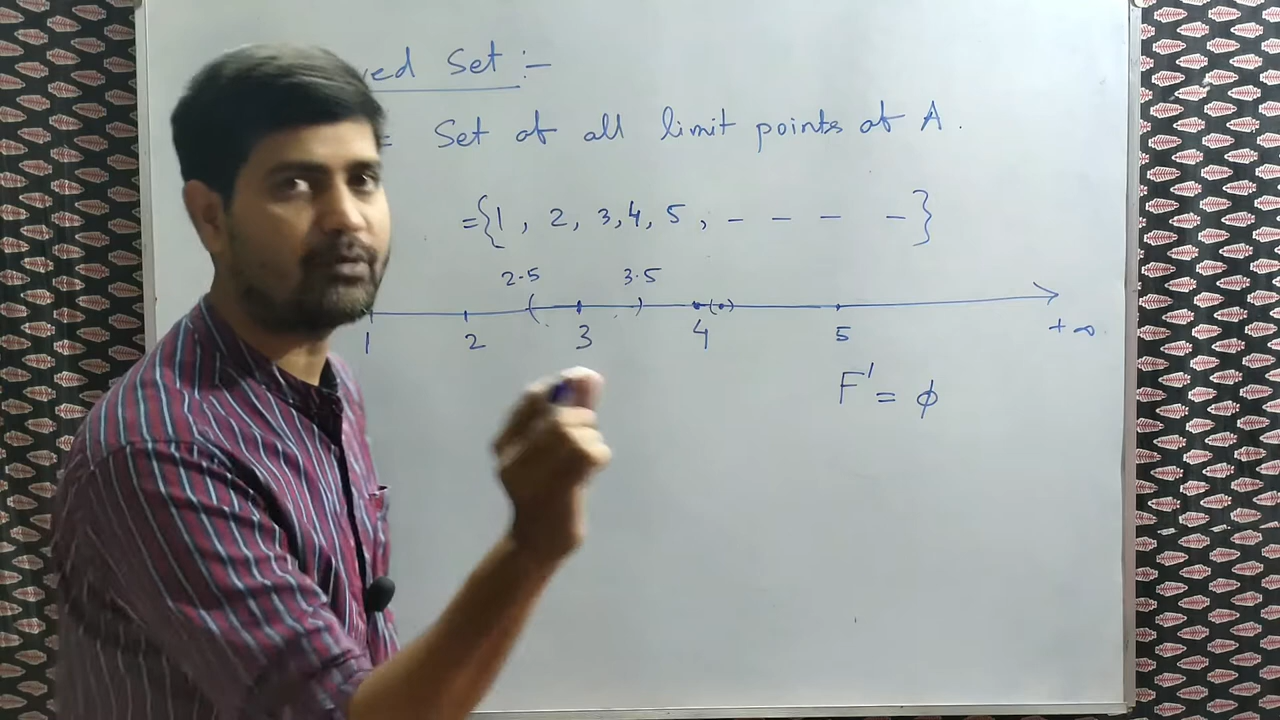 Set :-
= Set of all limit points of A.
= {1, 2, 3, 4, 5, - - - -}
2.5 3.5
1 2 3 4 5 + ∞
F' = ϕ